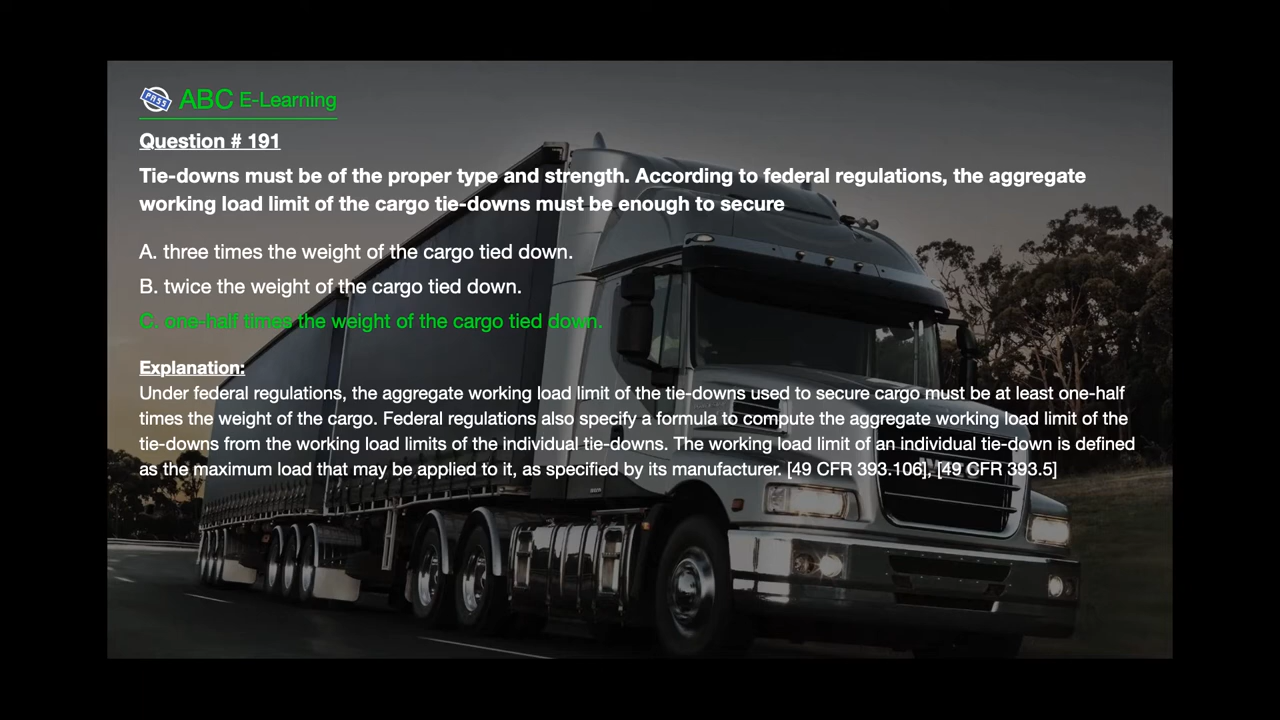 PASS ABC E-Learning
Question # 191
Tie-downs must be of the proper type and strength. According to federal regulations, the aggregate
working load limit of the cargo tie-downs must be enough to secure
A. three times the weight of the cargo tied down.
B. twice the weight of the cargo tied down.
C. one-half times the weight of the cargo tied down.
Explanation:
Under federal regulations, the aggregate working load limit of the tie-downs used to secure cargo must be at least one-half
times the weight of the cargo. Federal regulations also specify a formula to compute the aggregate working load limit of the
tie-downs from the working load limits of the individual tie-downs. The working load limit of an individual tie-down is defined
as the maximum load that may be applied to it, as specified by its manufacturer. [49 CFR 393.106], [49 CFR 393.5]